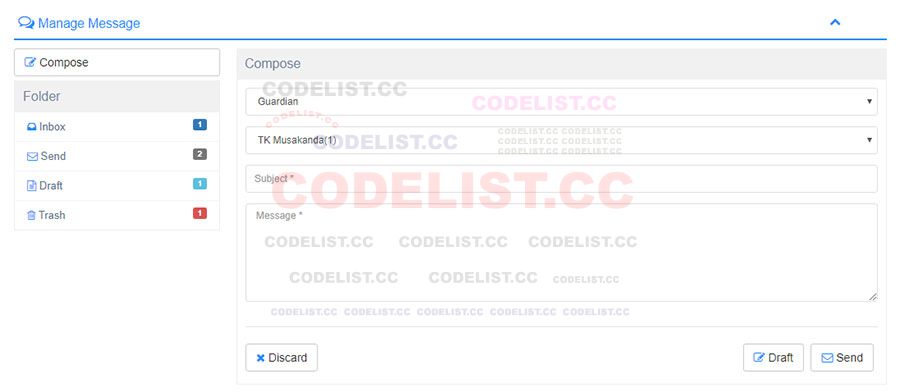 Manage Message
Compose
Folder
Inbox 1
Send 2
Draft 1
Trash 1
Compose
CODELIST.CC
Guardian
CODELIST.CC
CODELIST.CC
CODELIST.CC CODELIST.CC
TK Musakanda(1)
CODELIST.CC
CODELIST.CC CODELIST.CC
CODELIST.CC CODELIST.CC
Subject *
CODELIST.CC
Message *
CODELIST.CC CODELIST.CC CODELIST.CC
CODELIST.CC CODELIST.CC CODELIST.CC
CODELIST.CC CODELIST.CC CODELIST.CC CODELIST.CC CODELIST.CC
Discard
Draft
Send